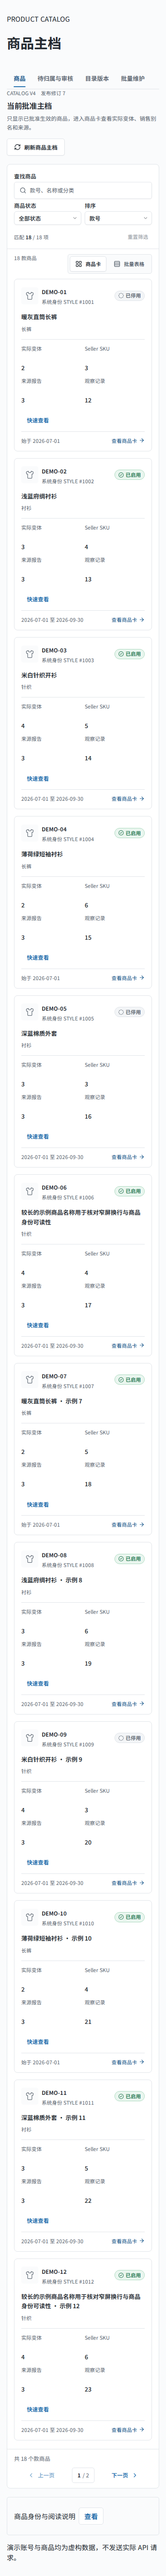 PRODUCT CATALOG
商品主档
商品 待归属与审核 目录版本 批量维护
CATALOG V4 发布修订 7
当前批准主档
只显示已批准生效的商品。进入商品卡查看实际变体、销售别名和来源。
刷新商品主档
查找商品
款号、名称或分类
商品状态 排序
全部状态 款号
匹配 18 / 18 项 重置筛选
18 款商品 商品卡 批量表格
DEMO-01 已停用
系统身份 STYLE #1001
暖灰直筒长裤
长裤
实际变体 Seller SKU
2 3
来源报告 观察记录
3 12
快速查看
始于 2026-07-01 查看商品卡 →
DEMO-02 已启用
系统身份 STYLE #1002
浅蓝府绸衬衫
衬衫
实际变体 Seller SKU
3 4
来源报告 观察记录
3 13
快速查看
2026-07-01 至 2026-09-30 查看商品卡 →
DEMO-03 已启用
系统身份 STYLE #1003
米白针织开衫
针织
实际变体 Seller SKU
4 5
来源报告 观察记录
3 14
快速查看
2026-07-01 至 2026-09-30 查看商品卡 →
DEMO-04 已启用
系统身份 STYLE #1004
薄荷绿短袖衬衫
长裤
实际变体 Seller SKU
2 6
来源报告 观察记录
3 15
快速查看
始于 2026-07-01 查看商品卡 →
DEMO-05 已停用
系统身份 STYLE #1005
深蓝棉质外套
衬衫
实际变体 Seller SKU
3 3
来源报告 观察记录
3 16
快速查看
2026-07-01 至 2026-09-30 查看商品卡 →
DEMO-06 已启用
系统身份 STYLE #1006
较长的示例商品名称用于核对窄屏换行与商品
身份可读性
针织
实际变体 Seller SKU
4 4
来源报告 观察记录
3 17
快速查看
2026-07-01 至 2026-09-30 查看商品卡 →
DEMO-07 已启用
系统身份 STYLE #1007
暖灰直筒长裤 · 示例 7
长裤
实际变体 Seller SKU
2 5
来源报告 观察记录
3 18
快速查看
始于 2026-07-01 查看商品卡 →
DEMO-08 已启用
系统身份 STYLE #1008
浅蓝府绸衬衫 · 示例 8
衬衫
实际变体 Seller SKU
3 6
来源报告 观察记录
3 19
快速查看
2026-07-01 至 2026-09-30 查看商品卡 →
DEMO-09 已停用
系统身份 STYLE #1009
米白针织开衫 · 示例 9
针织
实际变体 Seller SKU
4 3
来源报告 观察记录
3 20
快速查看
2026-07-01 至 2026-09-30 查看商品卡 →
DEMO-10 已启用
系统身份 STYLE #1010
薄荷绿短袖衬衫 · 示例 10
长裤
实际变体 Seller SKU
2 4
来源报告 观察记录
3 21
快速查看
始于 2026-07-01 查看商品卡 →
DEMO-11 已启用
系统身份 STYLE #1011
深蓝棉质外套 · 示例 11
衬衫
实际变体 Seller SKU
3 5
来源报告 观察记录
3 22
快速查看
2026-07-01 至 2026-09-30 查看商品卡 →
DEMO-12 已启用
系统身份 STYLE #1012
较长的示例商品名称用于核对窄屏换行与商品
身份可读性 · 示例 12
针织
实际变体 Seller SKU
4 6
来源报告 观察记录
3 23
快速查看
2026-07-01 至 2026-09-30 查看商品卡 →
共 18 个款商品
上一页 1 / 2 下一页
商品身份与阅读说明 查看
演示账号与商品均为虚构数据，不发送实际 API 请
求。